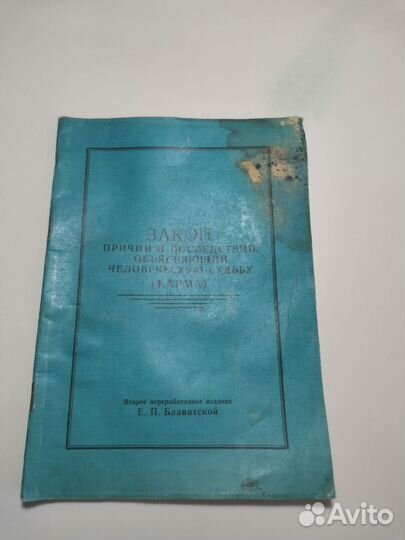 ЗАКОН
ПРИЧИН И ПОСЛЕДСТВИЙ,
ОБЪЯСНЯЮЩИЙ
ЧЕЛОВЕЧЕСКУЮ СУДЬБУ
(КАРМА)
Второе переработанное издание
Е. П. Блаватской
Avito